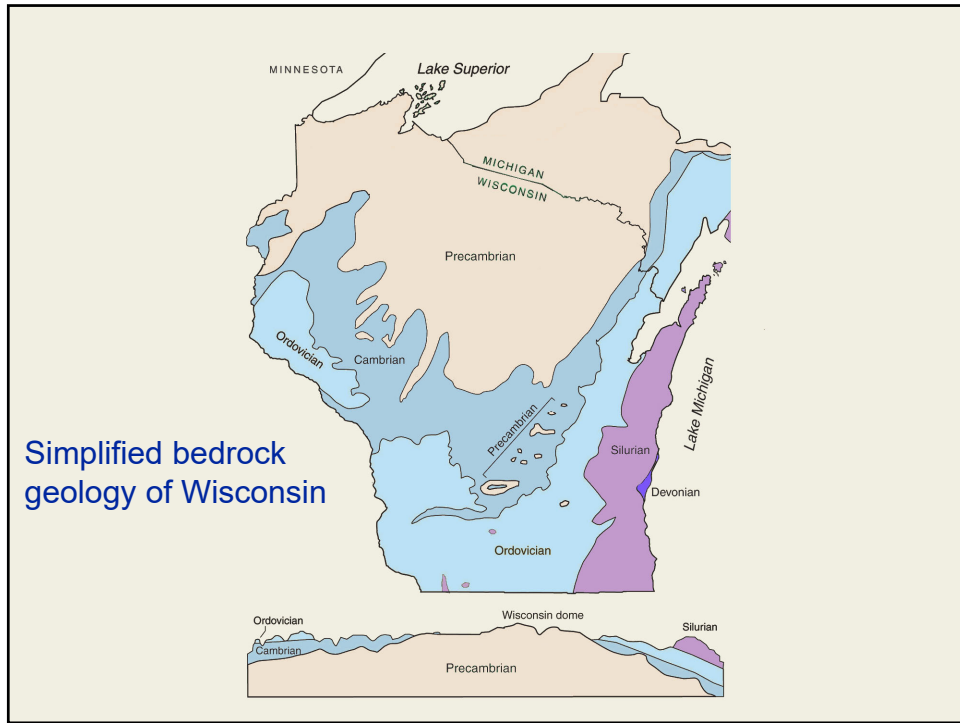 MINNESOTA
Lake Superior
MICHIGAN
WISCONSIN
Precambrian
Ordovician
Cambrian
Precambrian
Lake Michigan
Silurian
Devonian
Simplified bedrock
geology of Wisconsin
Ordovician
Wisconsin dome
Ordovician
Silurian
Cambrian
Precambrian